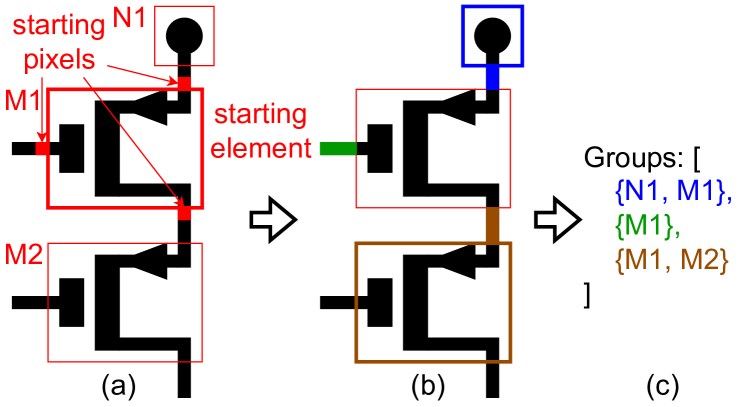 starting
pixels
N1
M1
M2
(a)
starting
element
(b)
Groups: [
{N1, M1},
{M1},
{M1, M2}
]
(c)